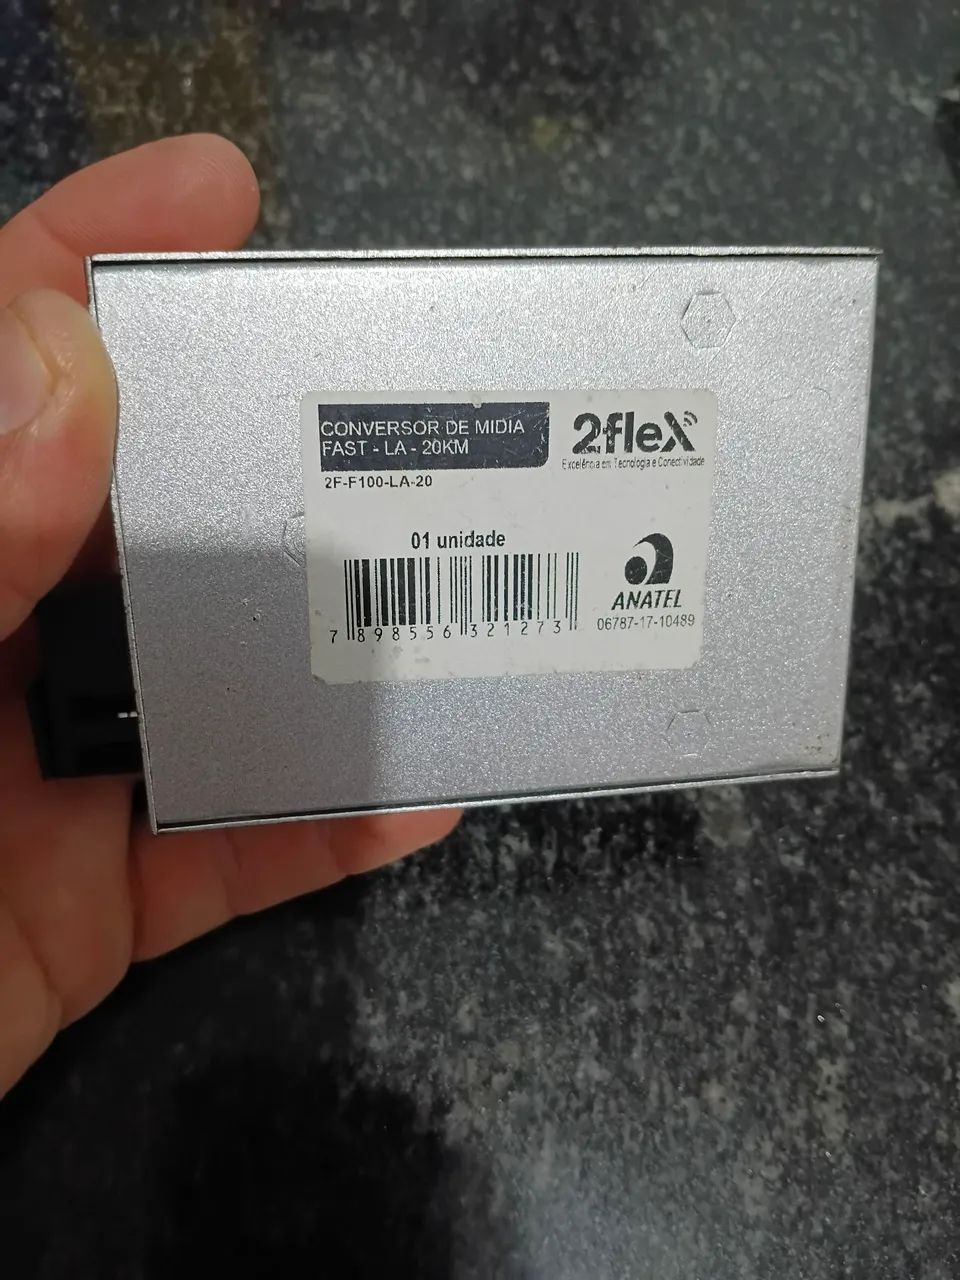 CONVERSOR DE MIDIA
FAST - LA - 20KM
2fleX
Excelência em Tecnologia e Conectividade
2F-F100-LA-20
01 unidade
7 898556 321273
ANATEL
06787-17-10489